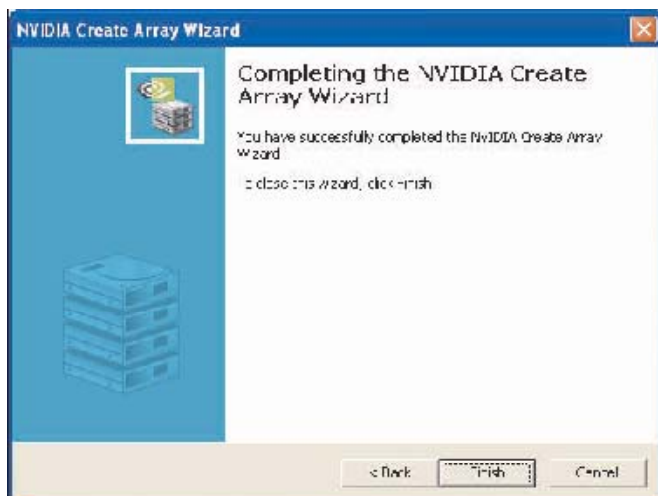 NVIDIA Create Array Wizard
Completing the NVIDIA Create
Array Wizard
You have successfully completed the NVIDIA Create Array
Wizard
To close this wizard, click Finish
< Back
Finish
Cancel